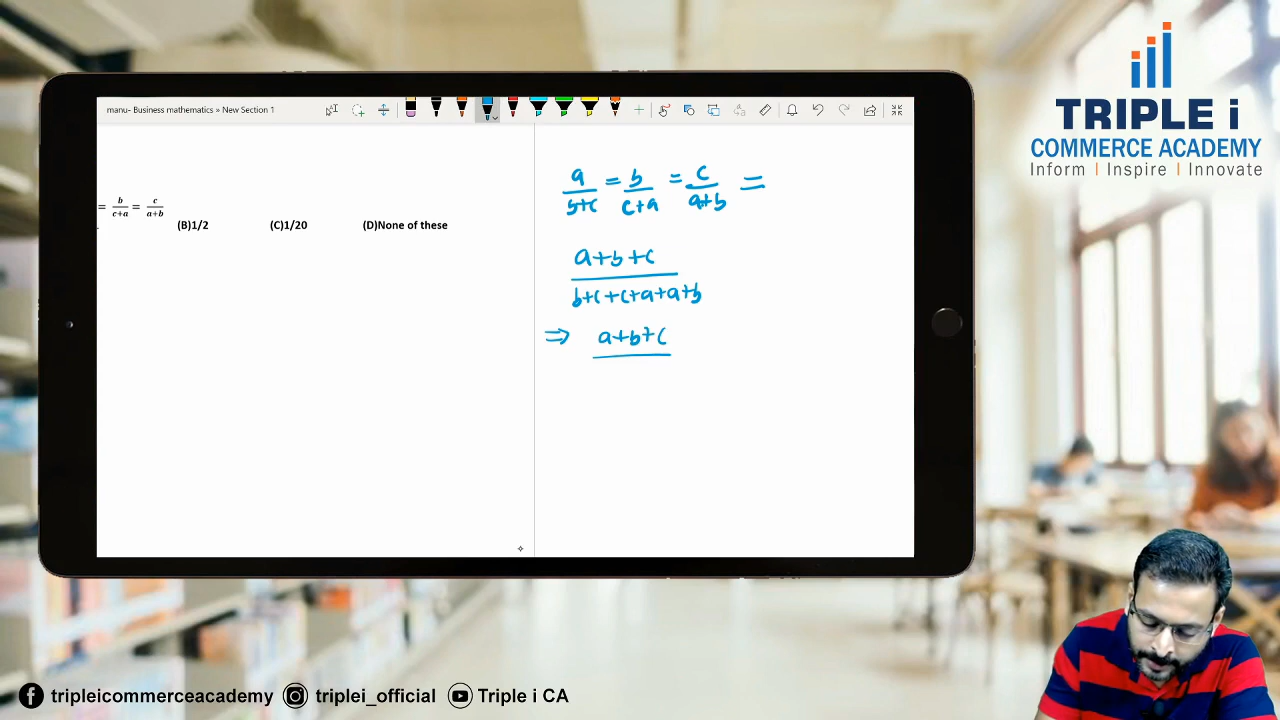 TRIPLE i
COMMERCE ACADEMY
Inform | Inspire | Innovate
manu- Business mathematics » New Section 1
= b/(c+a) = c/(a+b)
(B)1/2 (C)1/20 (D)None of these
a/(b+c) = b/(c+a) = c/(a+b) =
a+b+c
b+c+c+a+a+b
⇒ a+b+c
tripleicommerceacademy triplei_official Triple i CA